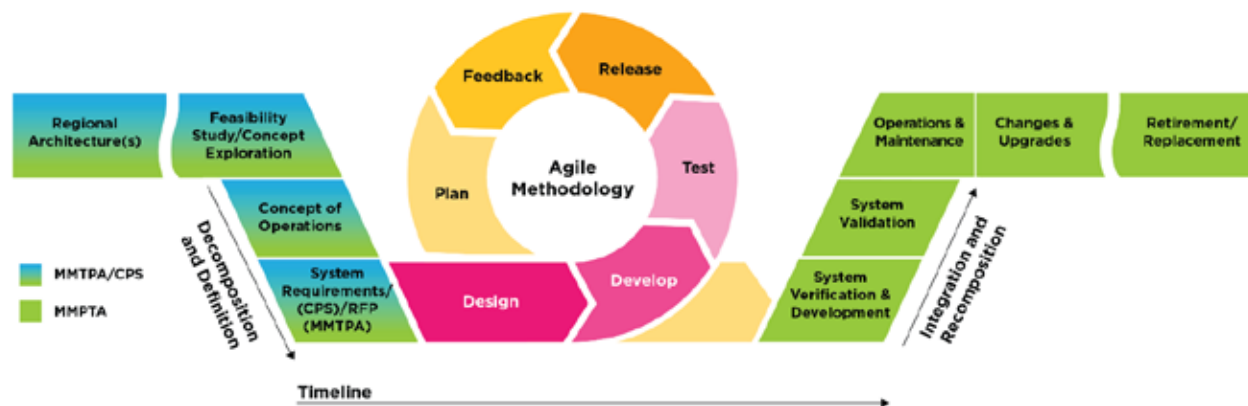 Regional
Architecture(s)
Feasibility
Study/Concept
Exploration
Concept of
Operations
System
Requirements/
(CPS)/RFP
(MMTPA)
Decomposition
and Definition
MMTPA/CPS
MMPTA
Feedback
Release
Plan
Agile
Methodology
Test
Design
Develop
Operations &
Maintenance
Changes &
Upgrades
Retirement/
Replacement
System
Validation
System
Verification &
Development
Integration and
Recomposition
Timeline